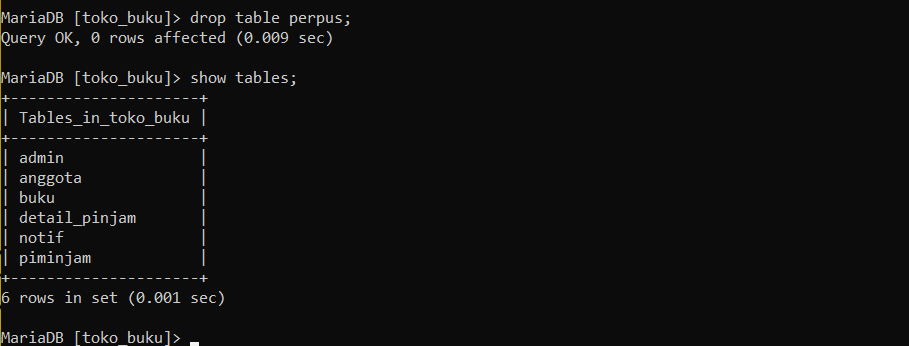 MariaDB [toko_buku]> drop table perpus;
Query OK, 0 rows affected (0.009 sec)
MariaDB [toko_buku]> show tables;
+---------------------+
| Tables_in_toko_buku |
+---------------------+
| admin               |
| anggota             |
| buku                |
| detail_pinjam       |
| notif               |
| piminjam            |
+---------------------+
6 rows in set (0.001 sec)
MariaDB [toko_buku]>